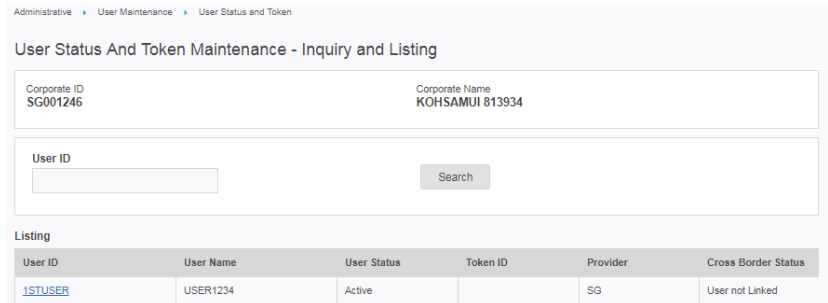 Administrative › User Maintenance › User Status and Token
User Status And Token Maintenance - Inquiry and Listing
Corporate ID Corporate Name
SG001246 KOHSAMUI 813934
User ID
Search
Listing
User ID User Name User Status Token ID Provider Cross Border Status
1STUSER USER1234 Active SG User not Linked